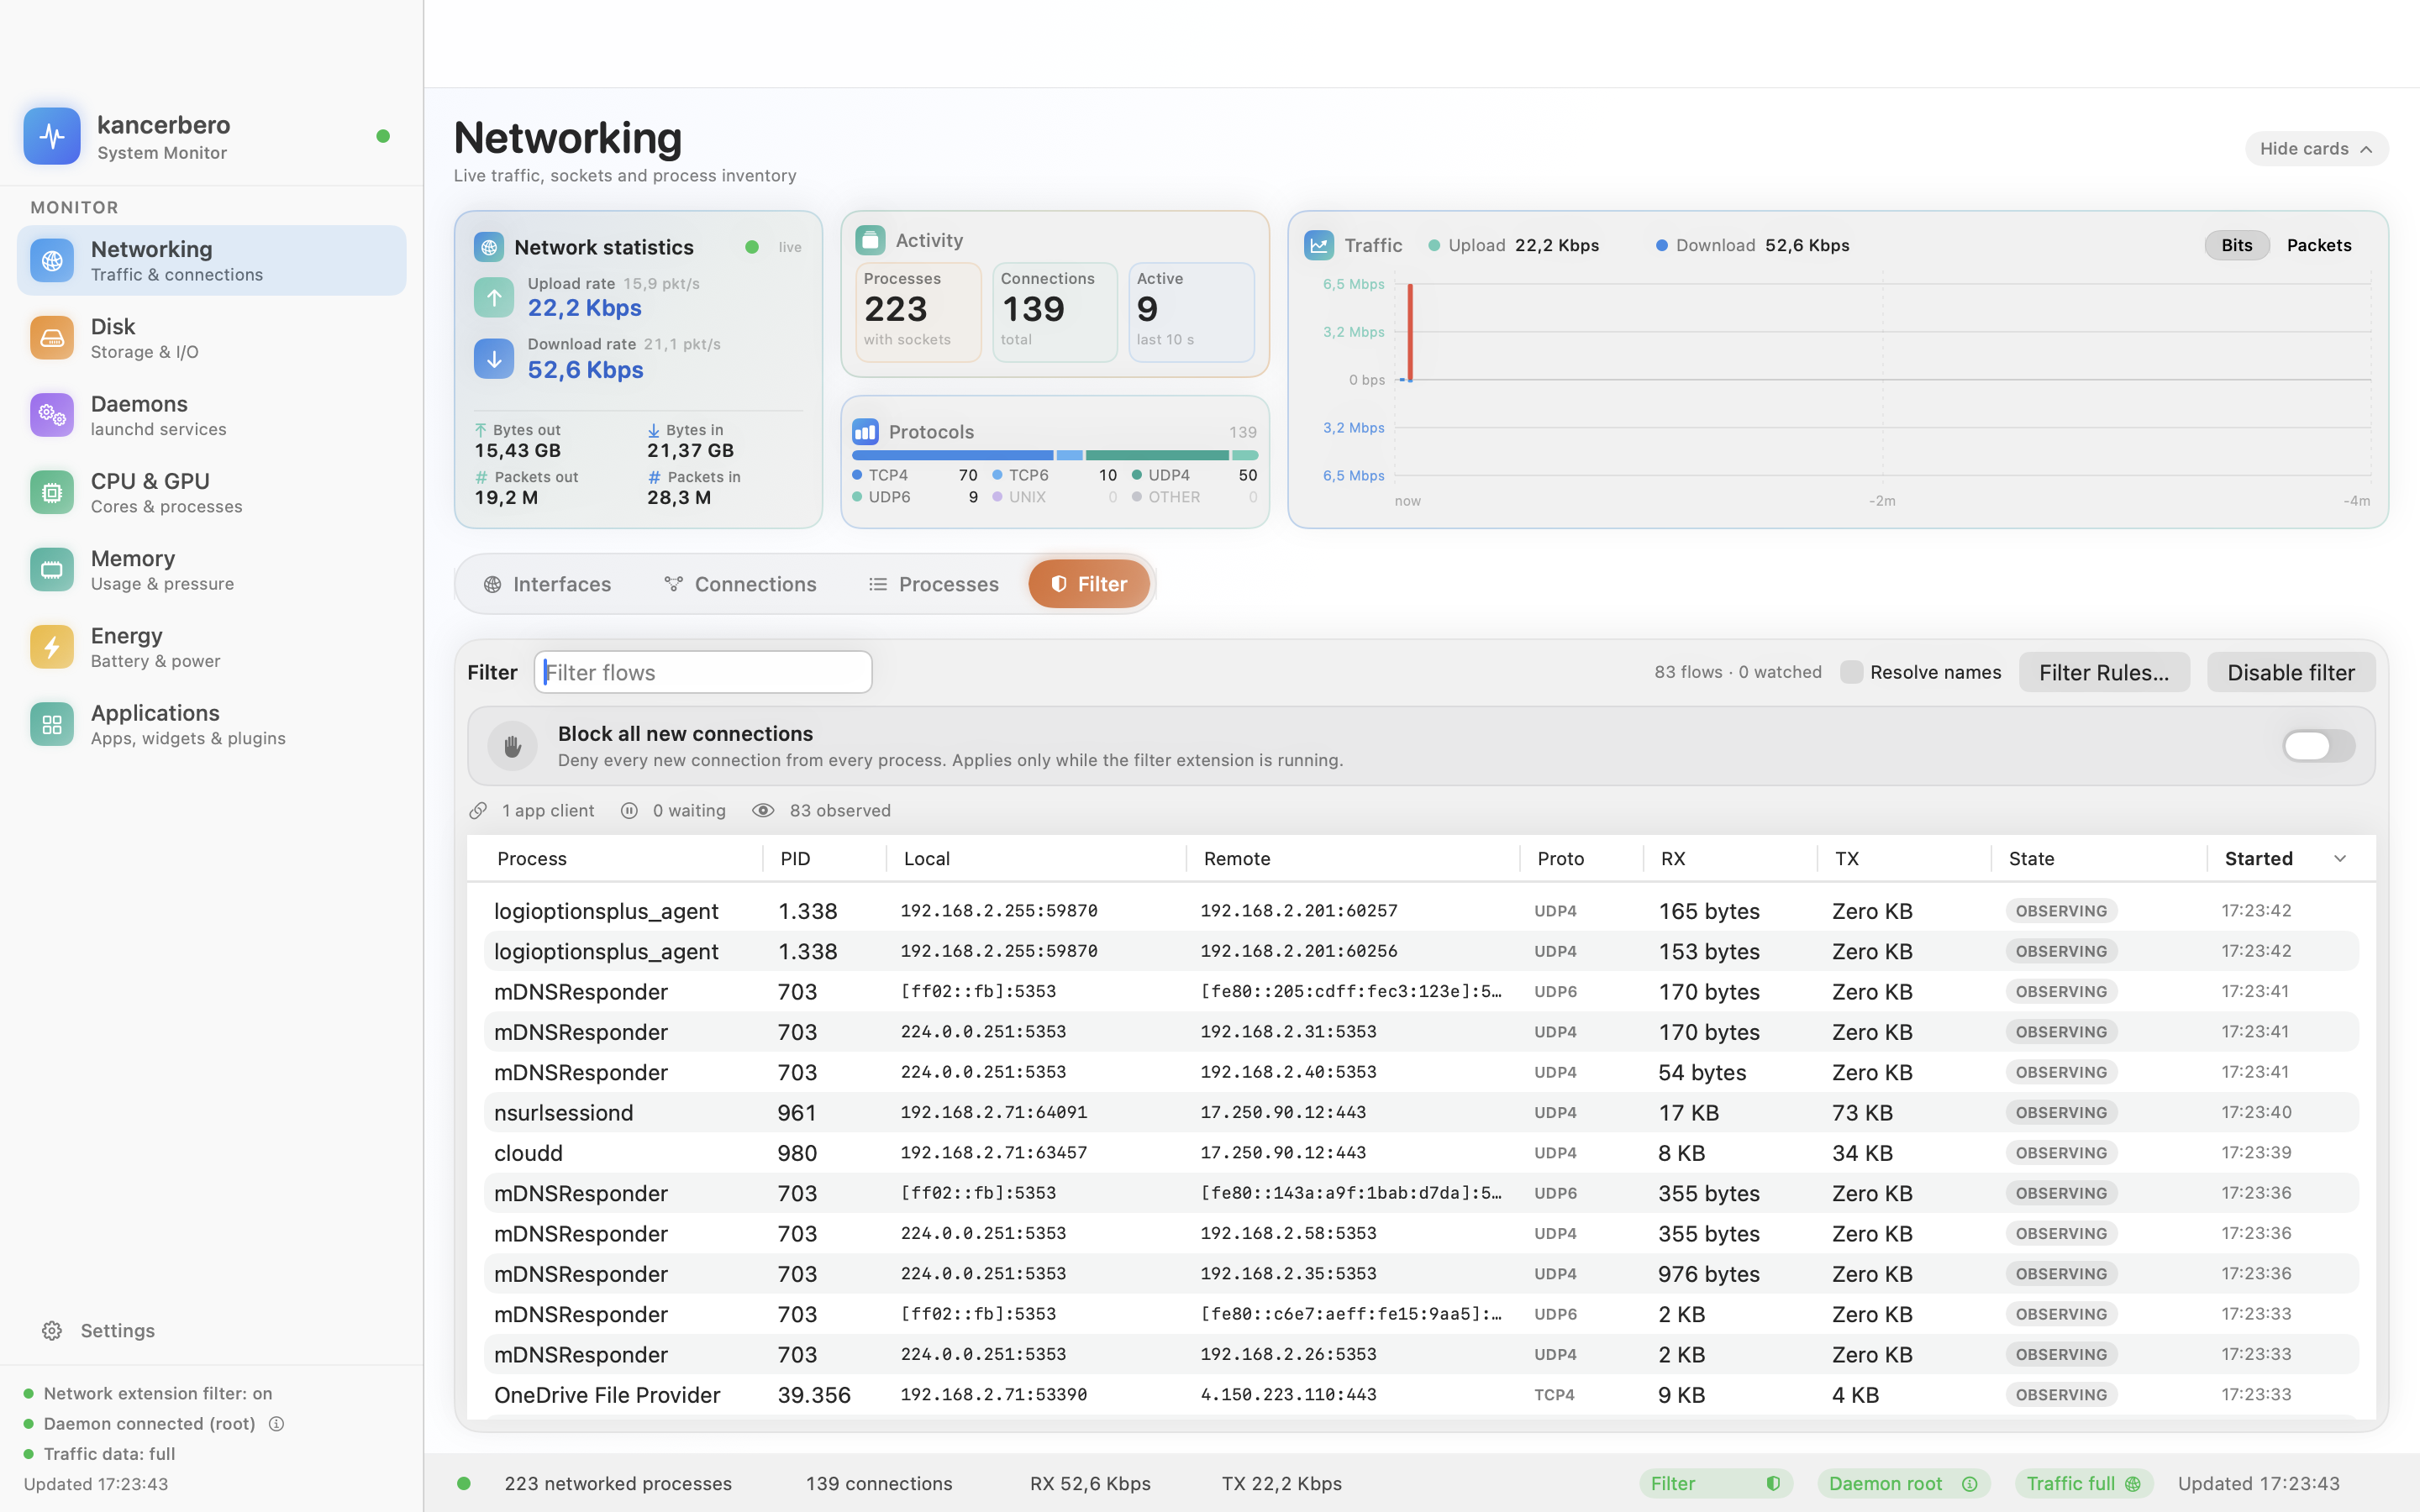 kancerbero
System Monitor
MONITOR
Networking
Traffic & connections
Disk
Storage & I/O
Daemons
launchd services
CPU & GPU
Cores & processes
Memory
Usage & pressure
Energy
Battery & power
Applications
Apps, widgets & plugins
Settings
Network extension filter: on
Daemon connected (root)
Traffic data: full
Updated 17:23:43
Networking
Live traffic, sockets and process inventory
Hide cards
Network statistics live
Upload rate 15,9 pkt/s
22,2 Kbps
Download rate 21,1 pkt/s
52,6 Kbps
Bytes out Bytes in
15,43 GB 21,37 GB
# Packets out # Packets in
19,2 M 28,3 M
Activity
Processes Connections Active
223 139 9
with sockets total last 10 s
Protocols 139
TCP4 70 TCP6 10 UDP4 50
UDP6 9 UNIX 0 OTHER 0
Traffic Upload 22,2 Kbps Download 52,6 Kbps Bits Packets
6,5 Mbps
3,2 Mbps
0 bps
3,2 Mbps
6,5 Mbps
now -2m -4m
Interfaces Connections Processes Filter
Filter Filter flows 83 flows · 0 watched Resolve names Filter Rules... Disable filter
Block all new connections
Deny every new connection from every process. Applies only while the filter extension is running.
1 app client 0 waiting 83 observed
Process PID Local Remote Proto RX TX State Started
logioptionsplus_agent 1.338 192.168.2.255:59870 192.168.2.201:60257 UDP4 165 bytes Zero KB OBSERVING 17:23:42
logioptionsplus_agent 1.338 192.168.2.255:59870 192.168.2.201:60256 UDP4 153 bytes Zero KB OBSERVING 17:23:42
mDNSResponder 703 [ff02::fb]:5353 [fe80::205:cdff:fec3:123e]:5… UDP6 170 bytes Zero KB OBSERVING 17:23:41
mDNSResponder 703 224.0.0.251:5353 192.168.2.31:5353 UDP4 170 bytes Zero KB OBSERVING 17:23:41
mDNSResponder 703 224.0.0.251:5353 192.168.2.40:5353 UDP4 54 bytes Zero KB OBSERVING 17:23:41
nsurlsessiond 961 192.168.2.71:64091 17.250.90.12:443 UDP4 17 KB 73 KB OBSERVING 17:23:40
cloudd 980 192.168.2.71:63457 17.250.90.12:443 UDP4 8 KB 34 KB OBSERVING 17:23:39
mDNSResponder 703 [ff02::fb]:5353 [fe80::143a:a9f:1bab:d7da]:5… UDP6 355 bytes Zero KB OBSERVING 17:23:36
mDNSResponder 703 224.0.0.251:5353 192.168.2.58:5353 UDP4 355 bytes Zero KB OBSERVING 17:23:36
mDNSResponder 703 224.0.0.251:5353 192.168.2.35:5353 UDP4 976 bytes Zero KB OBSERVING 17:23:36
mDNSResponder 703 [ff02::fb]:5353 [fe80::c6e7:aeff:fe15:9aa5]:… UDP6 2 KB Zero KB OBSERVING 17:23:33
mDNSResponder 703 224.0.0.251:5353 192.168.2.26:5353 UDP4 2 KB Zero KB OBSERVING 17:23:33
OneDrive File Provider 39.356 192.168.2.71:53390 4.150.223.110:443 TCP4 9 KB 4 KB OBSERVING 17:23:33
223 networked processes 139 connections RX 52,6 Kbps TX 22,2 Kbps Filter Daemon root Traffic full Updated 17:23:43